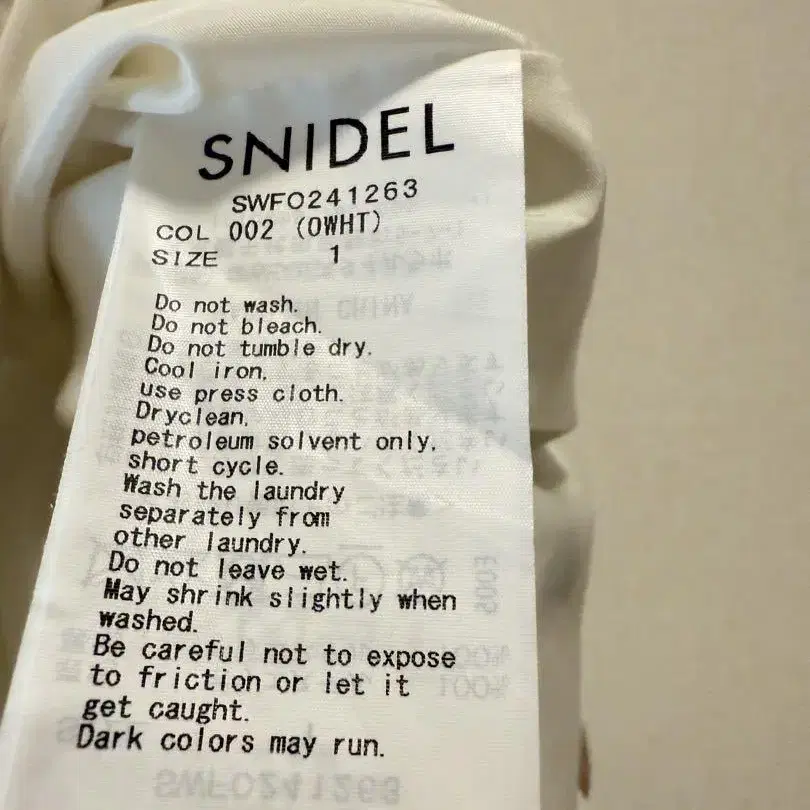 SNIDEL
SWFO241263
COL 002 (OWHT)
SIZE 1
Do not wash.
Do not bleach.
Do not tumble dry.
Cool iron,
use press cloth.
Dryclean,
petroleum solvent only,
short cycle.
Wash the laundry
separately from
other laundry.
Do not leave wet.
May shrink slightly when
washed.
Be careful not to expose
to friction or let it
get caught.
Dark colors may run.